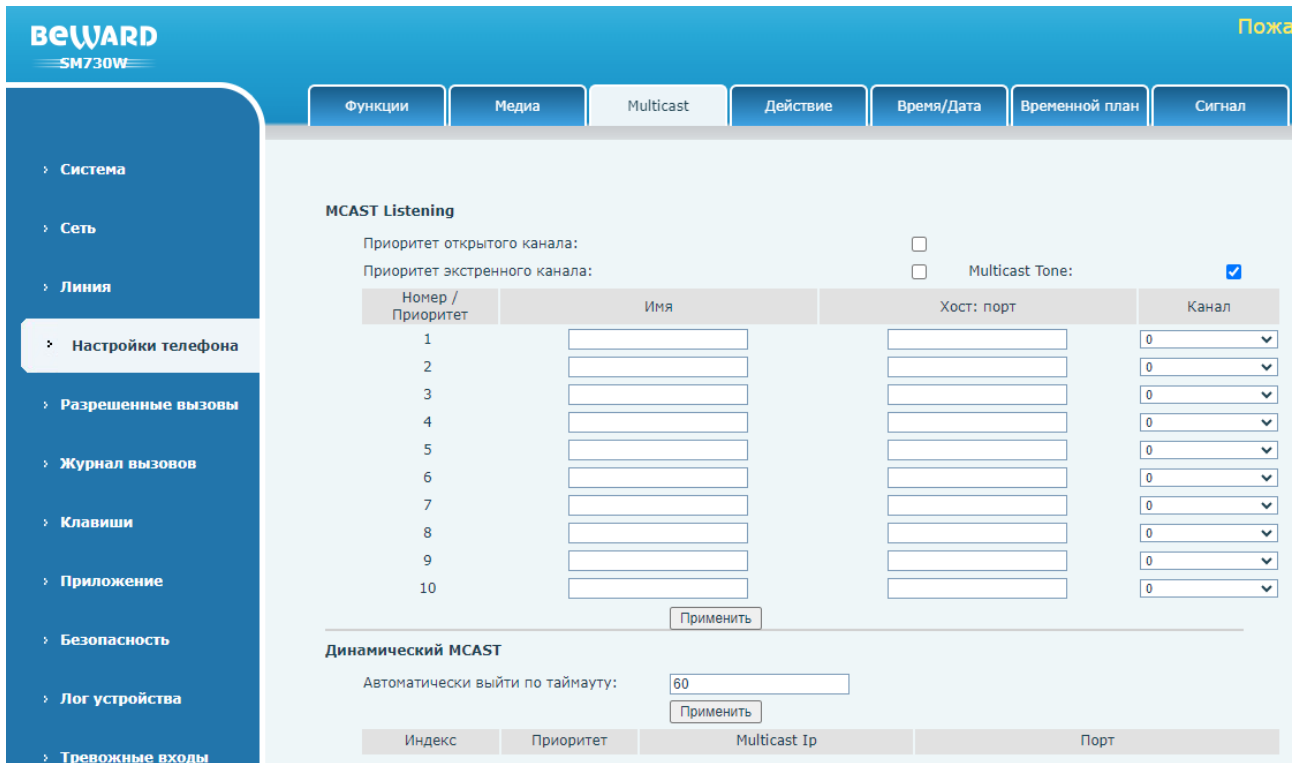 Пожа
BEWARD
SM730W
Функции Медиа Multicast Действие Время/Дата Временной план Сигнал
Система
Сеть
Линия
Настройки телефона
Разрешенные вызовы
Журнал вызовов
Клавиши
Приложение
Безопасность
Лог устройства
Тревожные входы
MCAST Listening
Приоритет открытого канала:
Приоритет экстренного канала: Multicast Tone:
Номер / Приоритет Имя Хост: порт Канал
1 0
2 0
3 0
4 0
5 0
6 0
7 0
8 0
9 0
10 0
Применить
Динамический MCAST
Автоматически выйти по таймауту: 60
Применить
Индекс Приоритет Multicast Ip Порт